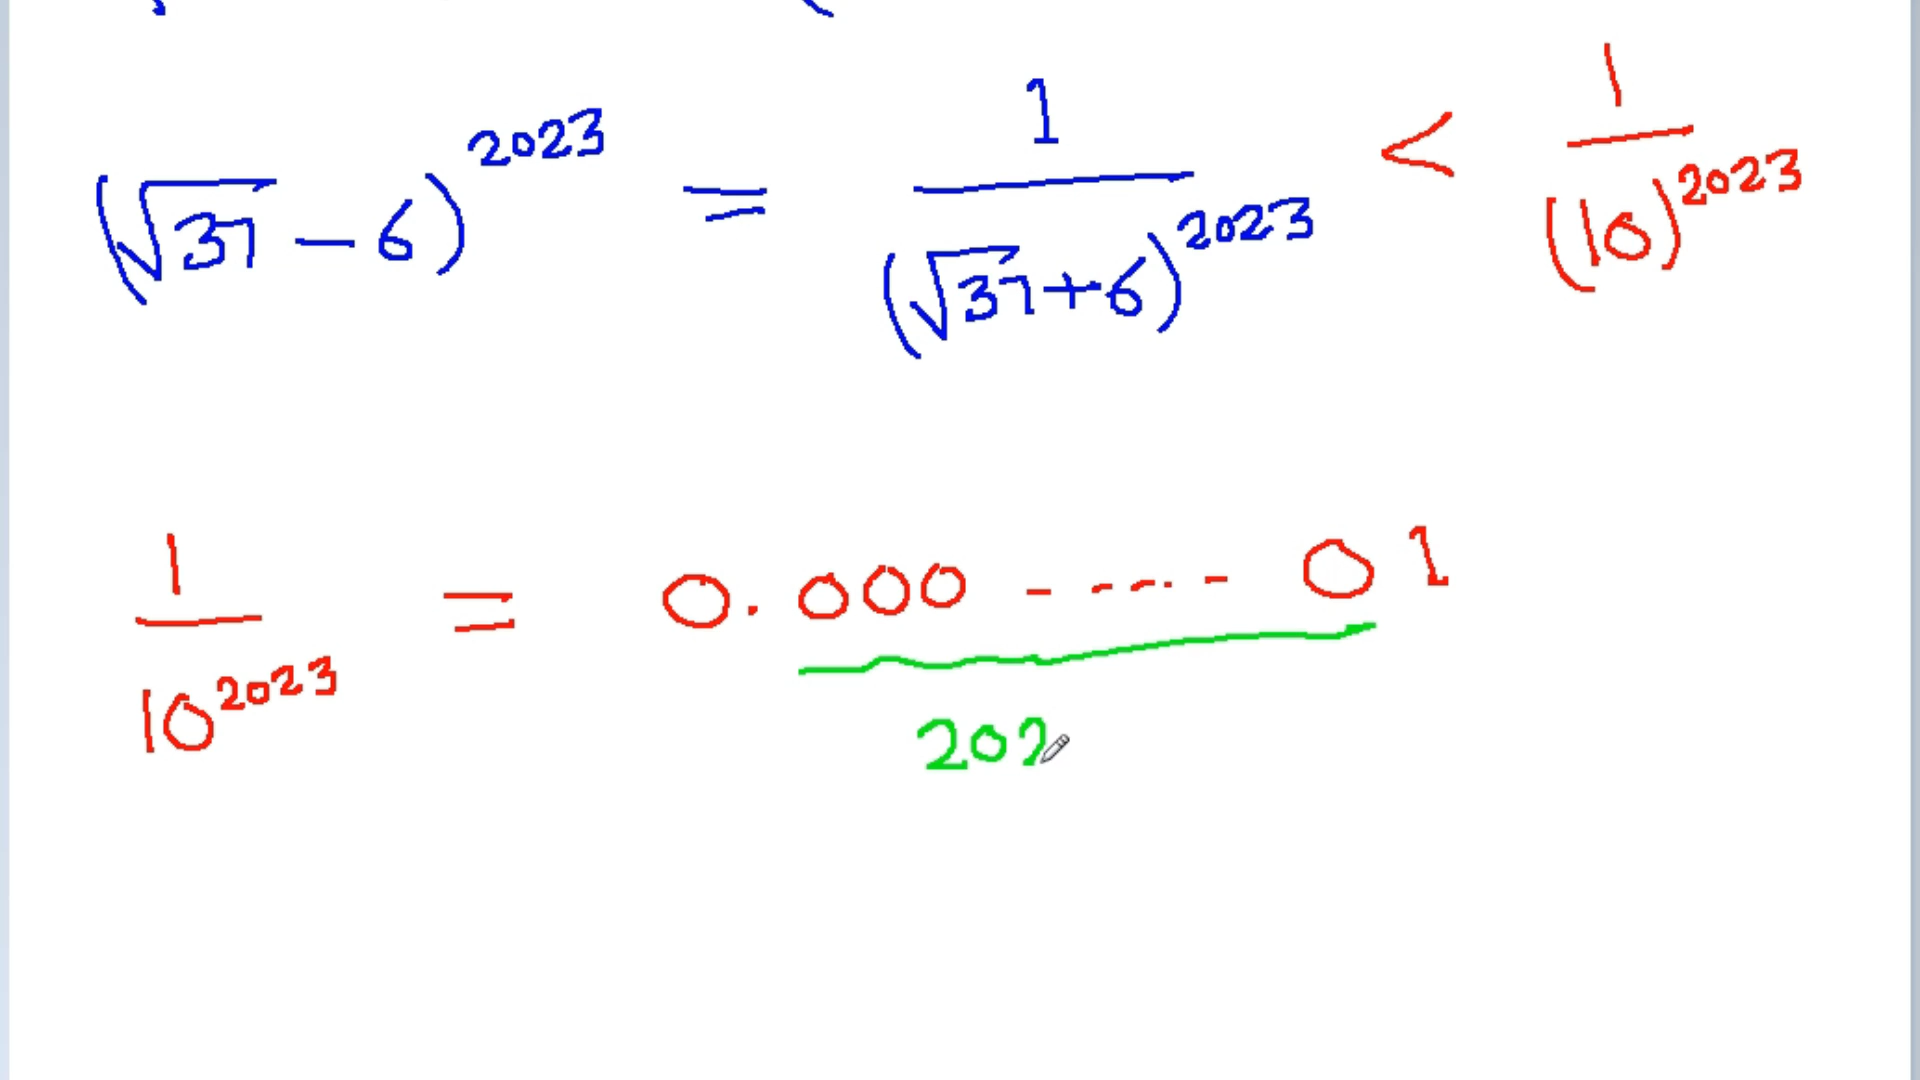 (√37 − 6)^2023 = 1/(√37+6)^2023 < 1/(10)^2023
1/10^2023 = 0.000 - - - - - 01
202